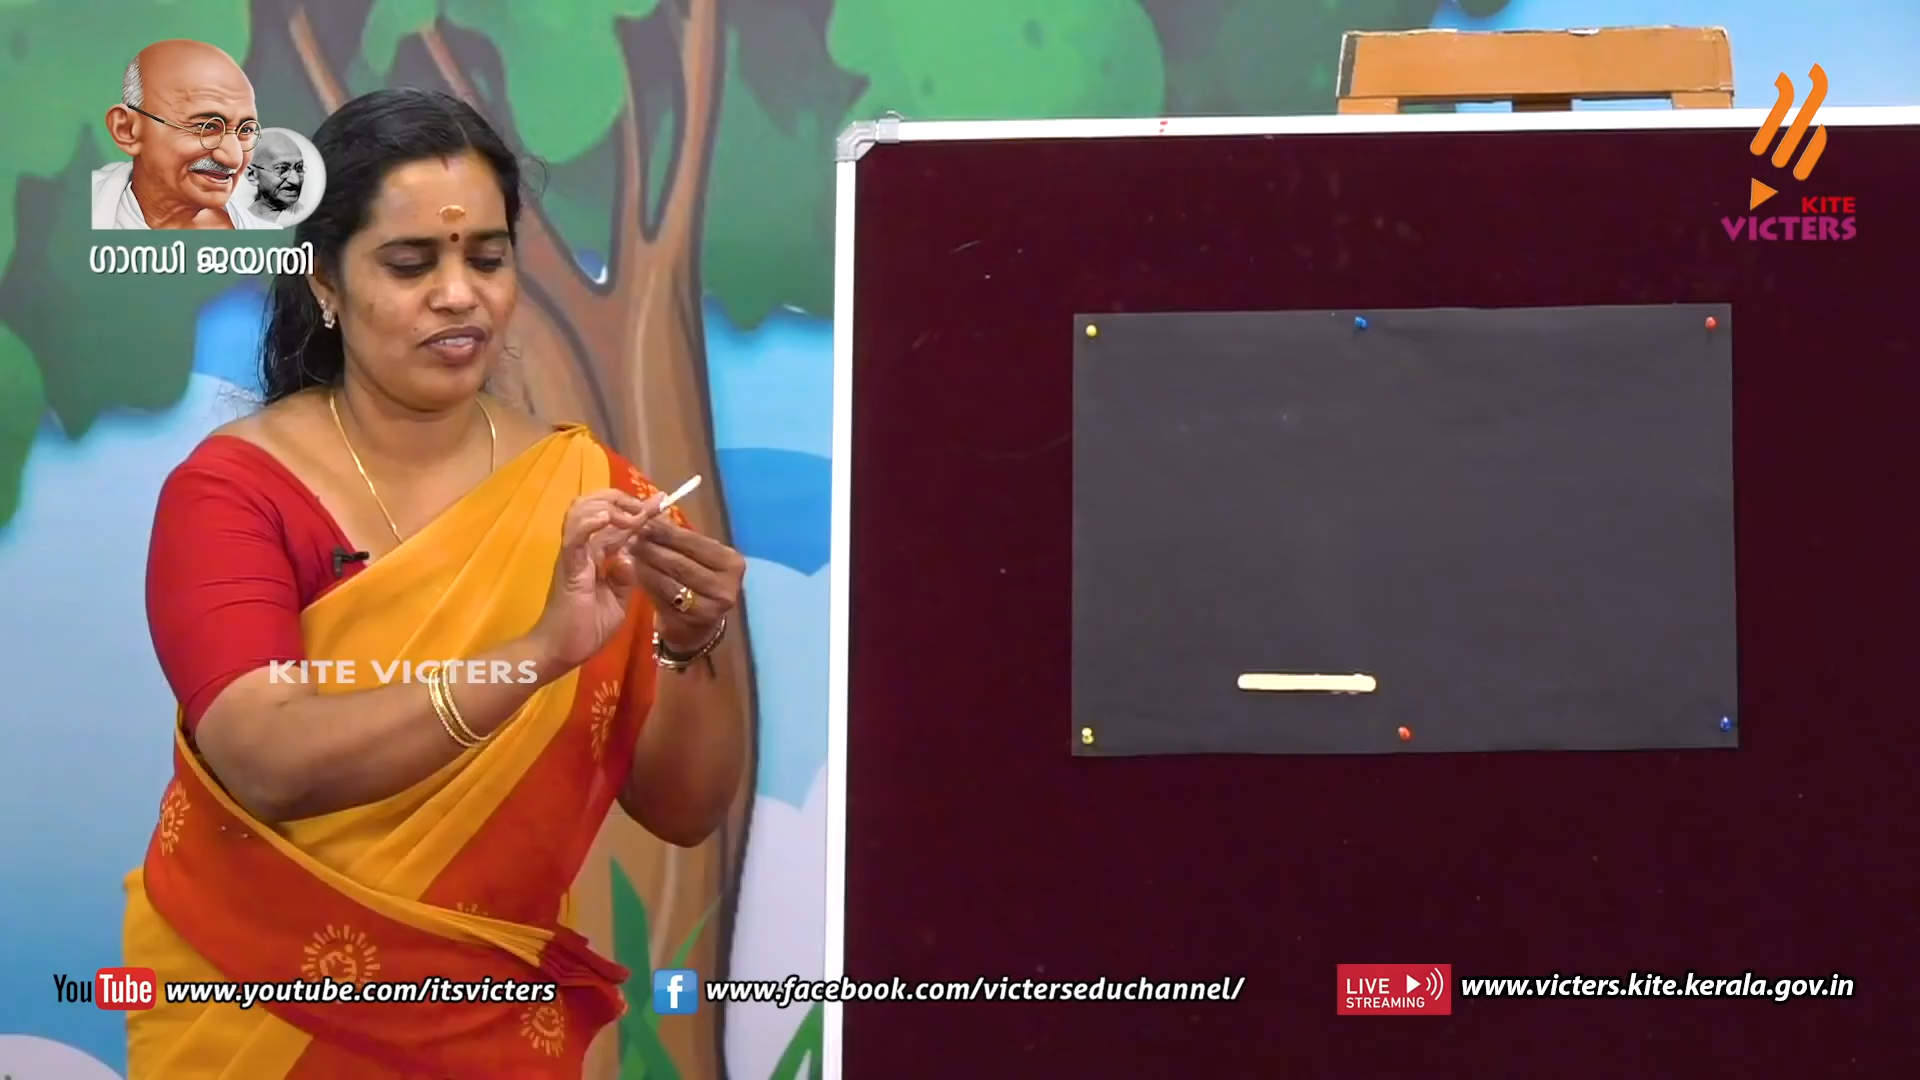 ഗാന്ധി ജയന്തി
KITE
VICTERS
KITE VICTERS
YouTube www.youtube.com/itsvicters
f www.facebook.com/victerseduchannel/
LIVE
STREAMING
www.victers.kite.kerala.gov.in